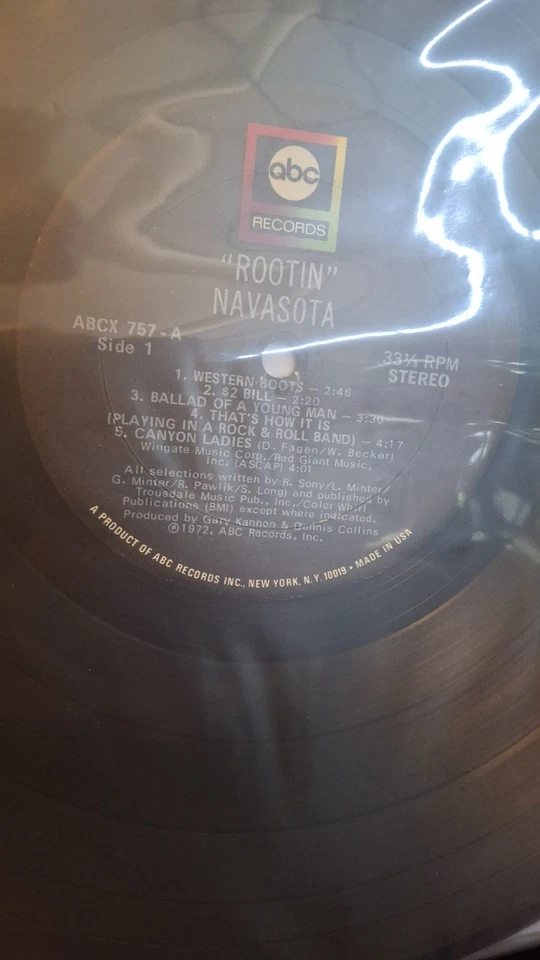 abc
RECORDS
"ROOTIN"
NAVASOTA
ABCX 757-A
Side 1
33⅓ RPM
STEREO
1. WESTERN BOOTS — 2:46
2. $2 BILL — 2:20
3. BALLAD OF A YOUNG MAN — 3:30
4. THAT'S HOW IT IS
(PLAYING IN A ROCK & ROLL BAND) — 4:17
5. CANYON LADIES (D. Fagen/W. Becker)
Wingate Music Corp./Red Giant Music,
Inc. (ASCAP) 4:01
All selections written by R. Sony/L. Minter/
G. Minter/R. Pawlik/S. Long) and published by
Trousdale Music Pub., Inc./Color Whirl
Publications (BMI) except where indicated.
Produced by Gary Kannon & Dennis Collins
Ⓟ1972, ABC Records, Inc.
A PRODUCT OF ABC RECORDS INC., NEW YORK, N.Y. 10019 • MADE IN USA